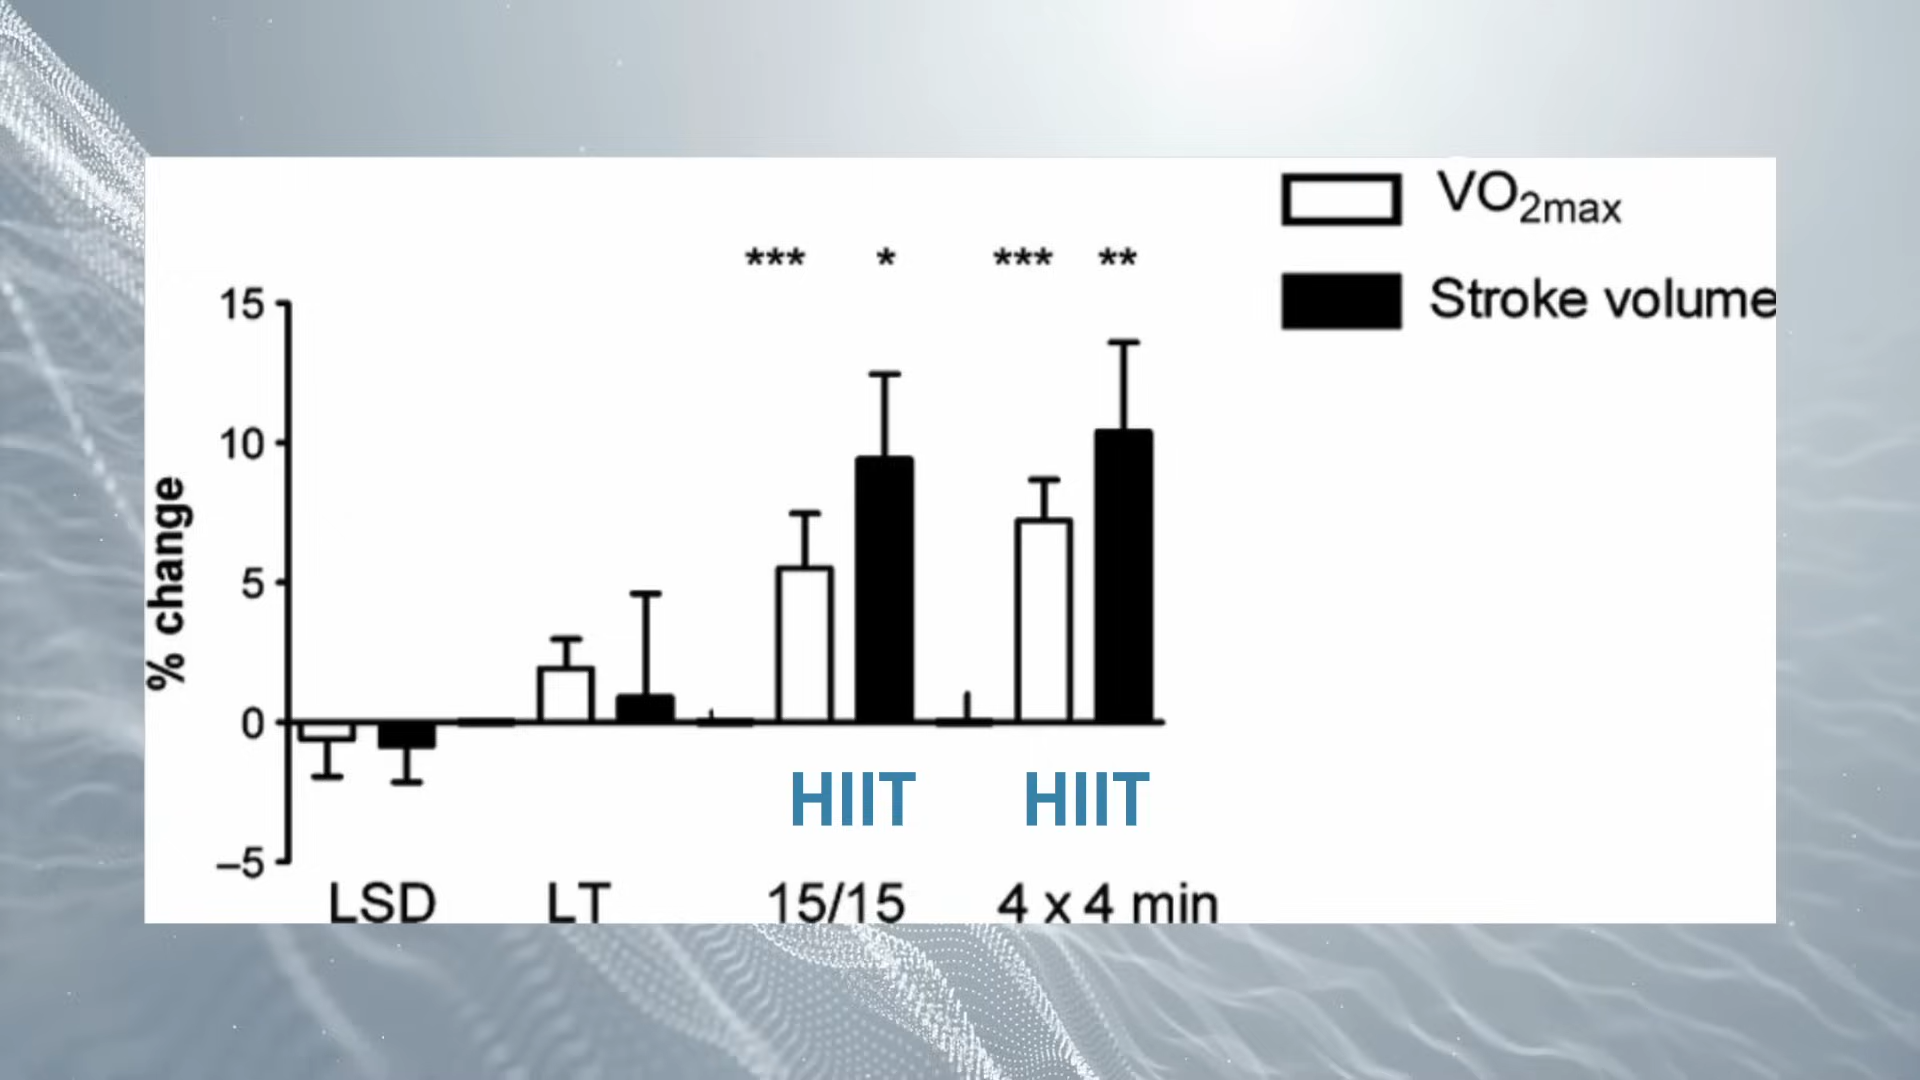 VO2max
Stroke volume
*** * *** **
15
10
5
0
–5
% change
HIIT HIIT
LSD LT 15/15 4 x 4 min